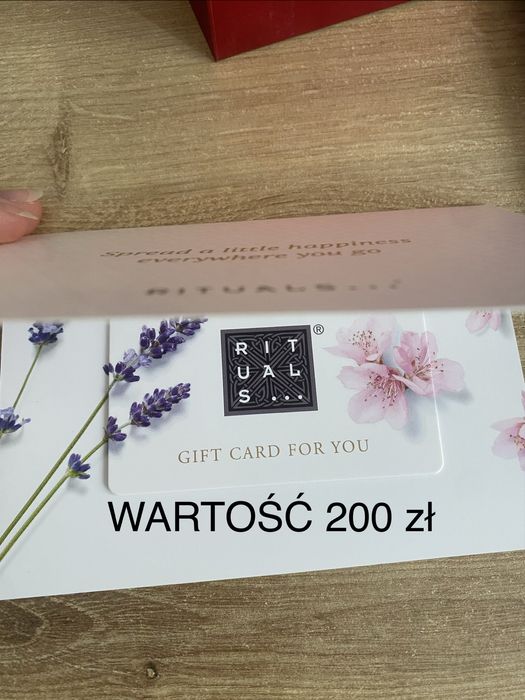 Spread a little happiness
everywhere you go
RITUALS...
RIT
UAL
S...
®
GIFT CARD FOR YOU
WARTOŚĆ 200 zł